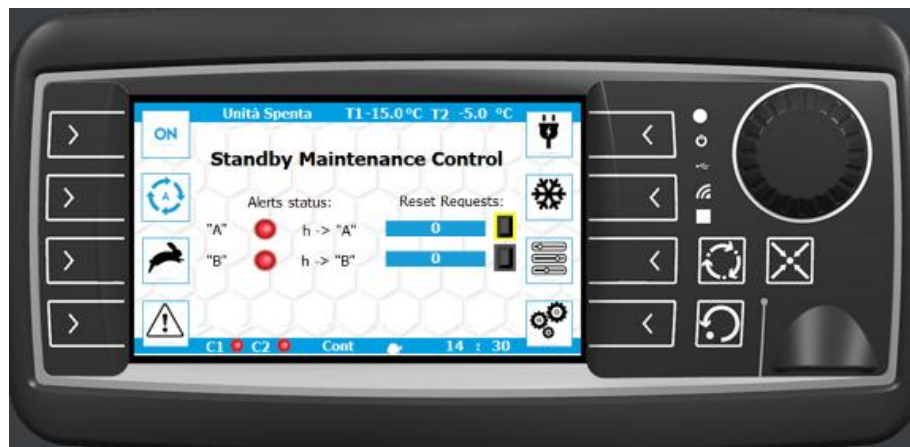 Unità Spenta T1-15.0°C T2 -5.0 °C
ON
Standby Maintenance Control
A
Alerts status: Reset Requests:
"A" h -> "A" 0
"B" h -> "B" 0
C1 C2 Cont 14 : 30